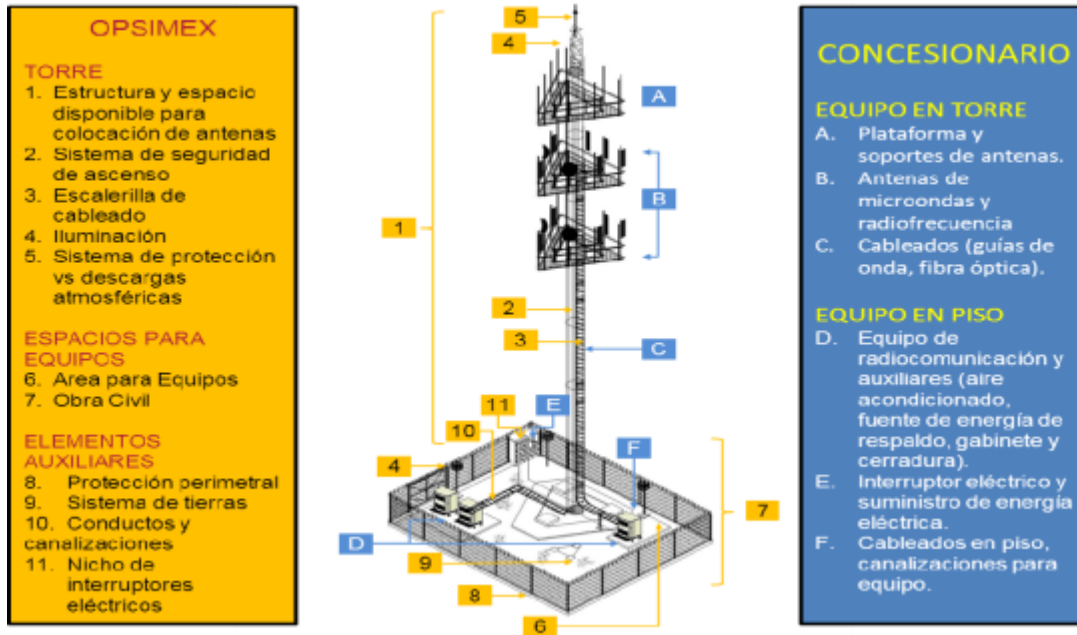 OPSIMEX
TORRE
1. Estructura y espacio
disponible para
colocación de antenas
2. Sistema de seguridad
de ascenso
3. Escalerilla de
cableado
4. Iluminación
5. Sistema de protección
vs descargas
atmosféricas
ESPACIOS PARA
EQUIPOS
6. Area para Equipos
7. Obra Civil
ELEMENTOS
AUXILIARES
8. Protección perimetral
9. Sistema de tierras
10. Conductos y
canalizaciones
11. Nicho de
interruptores
eléctricos
5
4
A
B
1
2
3
C
11
E
10
F
4
7
D
9
8
6
CONCESIONARIO
EQUIPO EN TORRE
A. Plataforma y
soportes de antenas.
B. Antenas de
microondas y
radiofrecuencia
C. Cableados (guías de
onda, fibra óptica).
EQUIPO EN PISO
D. Equipo de
radiocomunicación y
auxiliares (aire
acondicionado,
fuente de energía de
respaldo, gabinete y
cerradura).
E. Interruptor eléctrico y
suministro de energía
eléctrica.
F. Cableados en piso,
canalizaciones para
equipo.